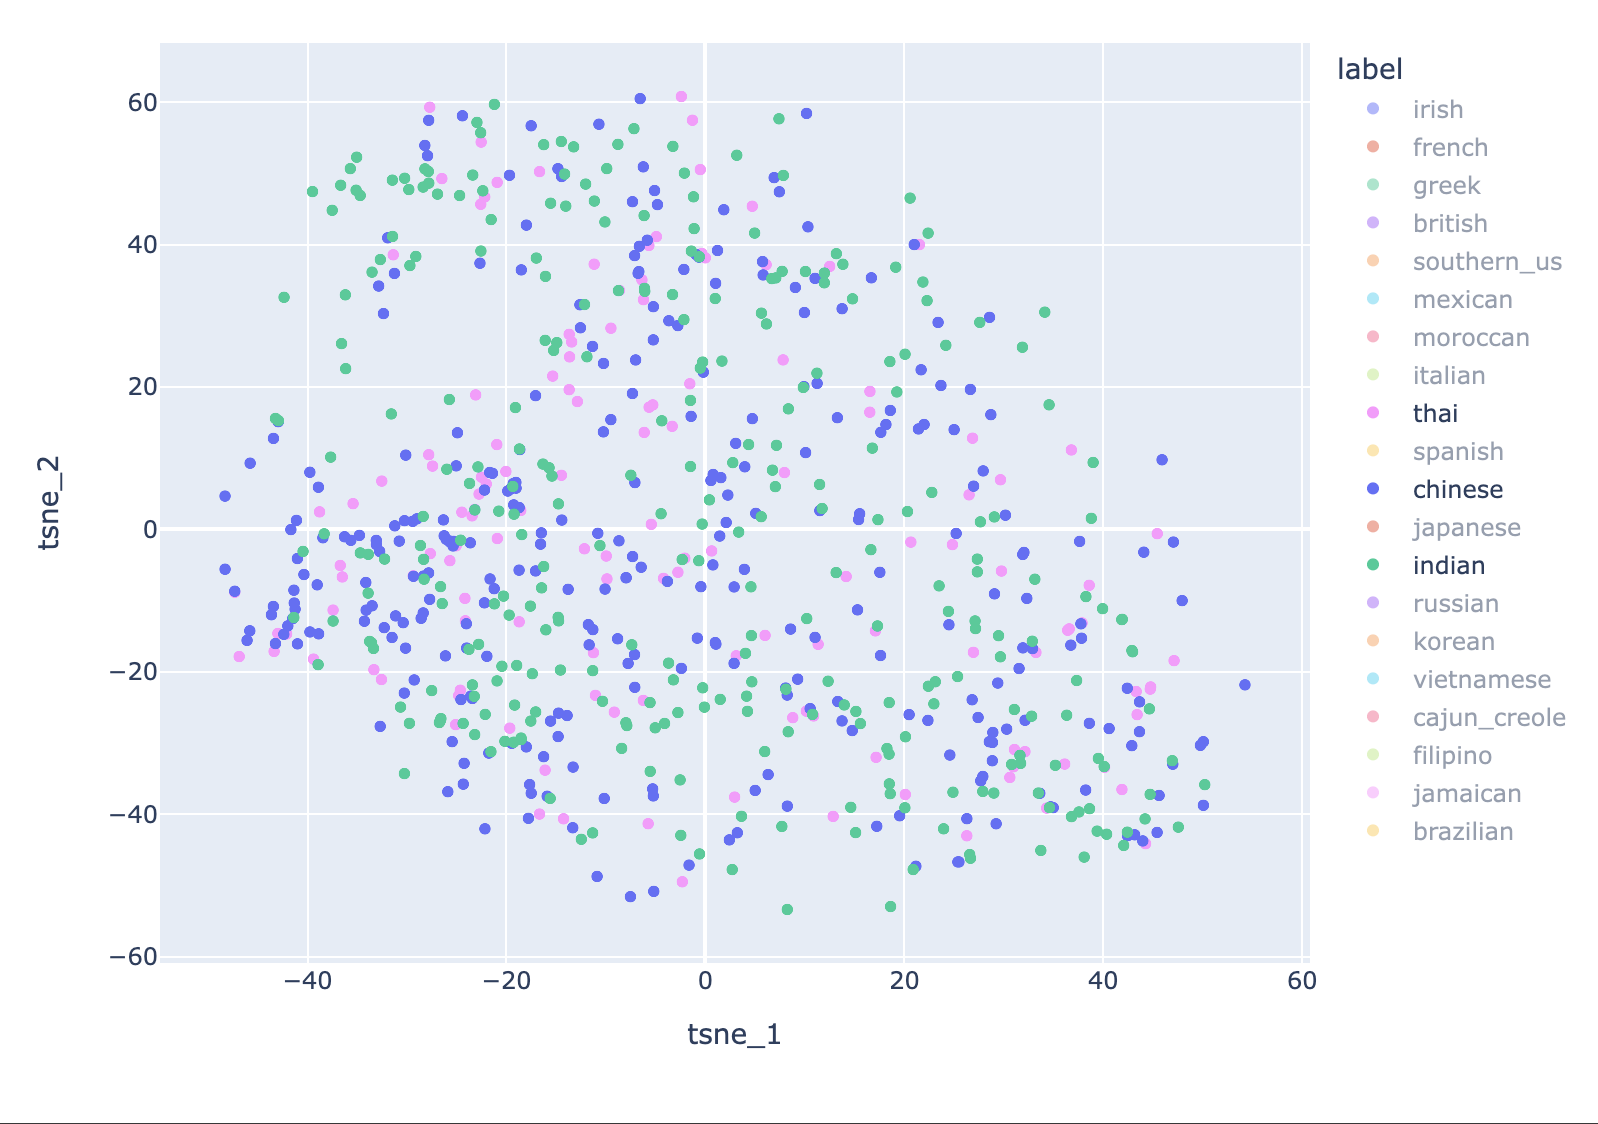 label
irish
french
greek
british
southern_us
mexican
moroccan
italian
thai
spanish
chinese
japanese
indian
russian
korean
vietnamese
cajun_creole
filipino
jamaican
brazilian
60
40
20
0
−20
−40
−60
tsne_2
−40
−20
0
20
40
60
tsne_1